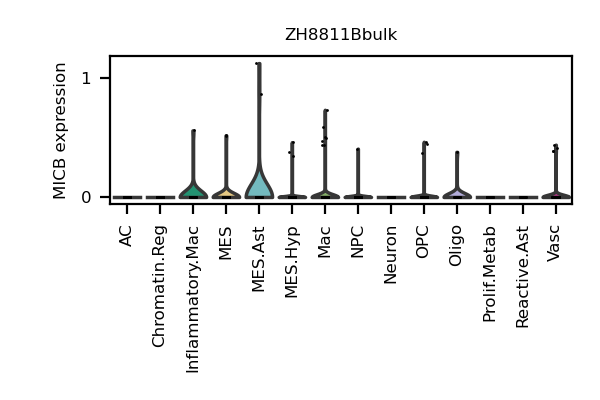 ZH8811Bbulk
MICB expression
1
0
AC
Chromatin.Reg
Inflammatory.Mac
MES
MES.Ast
MES.Hyp
Mac
NPC
Neuron
OPC
Oligo
Prolif.Metab
Reactive.Ast
Vasc